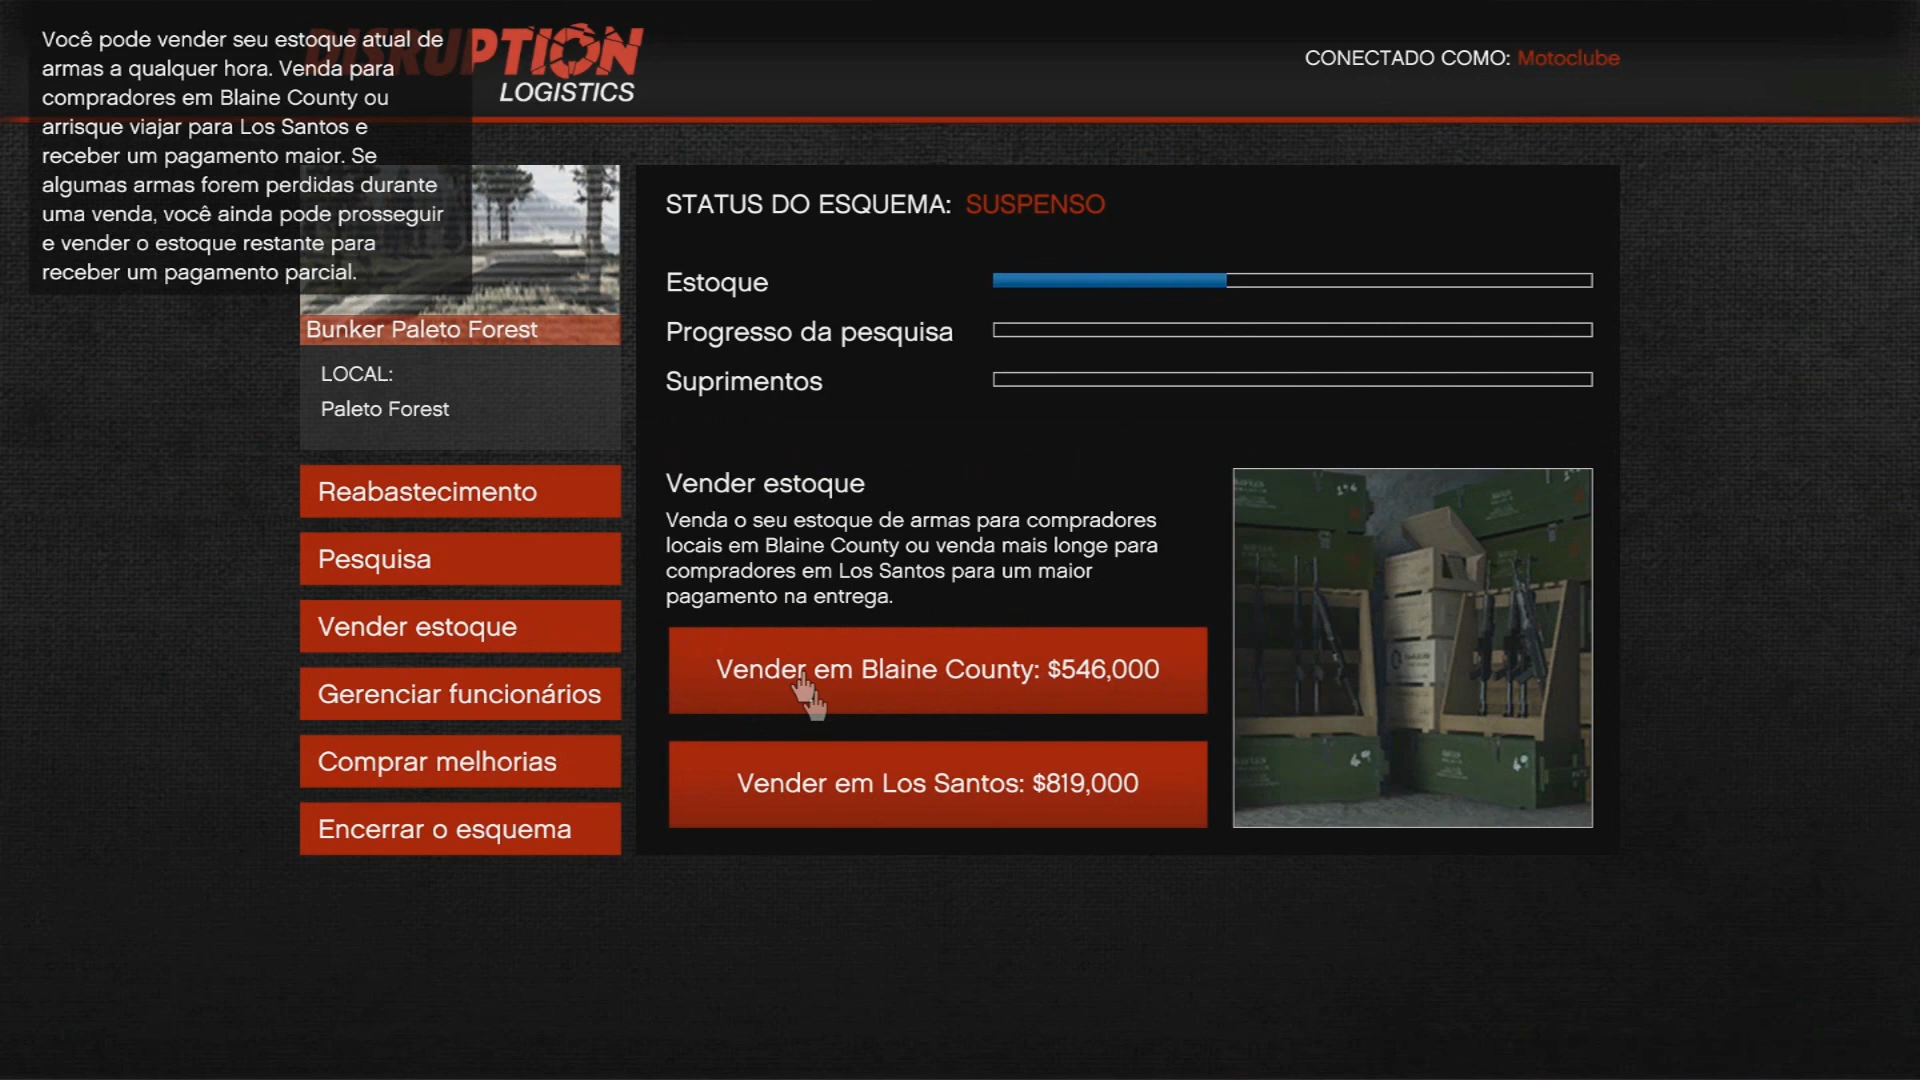 Você pode vender seu estoque atual de
armas a qualquer hora. Venda para
compradores em Blaine County ou
arrisque viajar para Los Santos e
receber um pagamento maior. Se
algumas armas forem perdidas durante
uma venda, você ainda pode prosseguir
e vender o estoque restante para
receber um pagamento parcial.
DISRUPTION
LOGISTICS
CONECTADO COMO: Motoclube
Bunker Paleto Forest
LOCAL:
Paleto Forest
Reabastecimento
Pesquisa
Vender estoque
Gerenciar funcionários
Comprar melhorias
Encerrar o esquema
STATUS DO ESQUEMA: SUSPENSO
Estoque
Progresso da pesquisa
Suprimentos
Vender estoque
Venda o seu estoque de armas para compradores
locais em Blaine County ou venda mais longe para
compradores em Los Santos para um maior
pagamento na entrega.
Vender em Blaine County: $546,000
Vender em Los Santos: $819,000